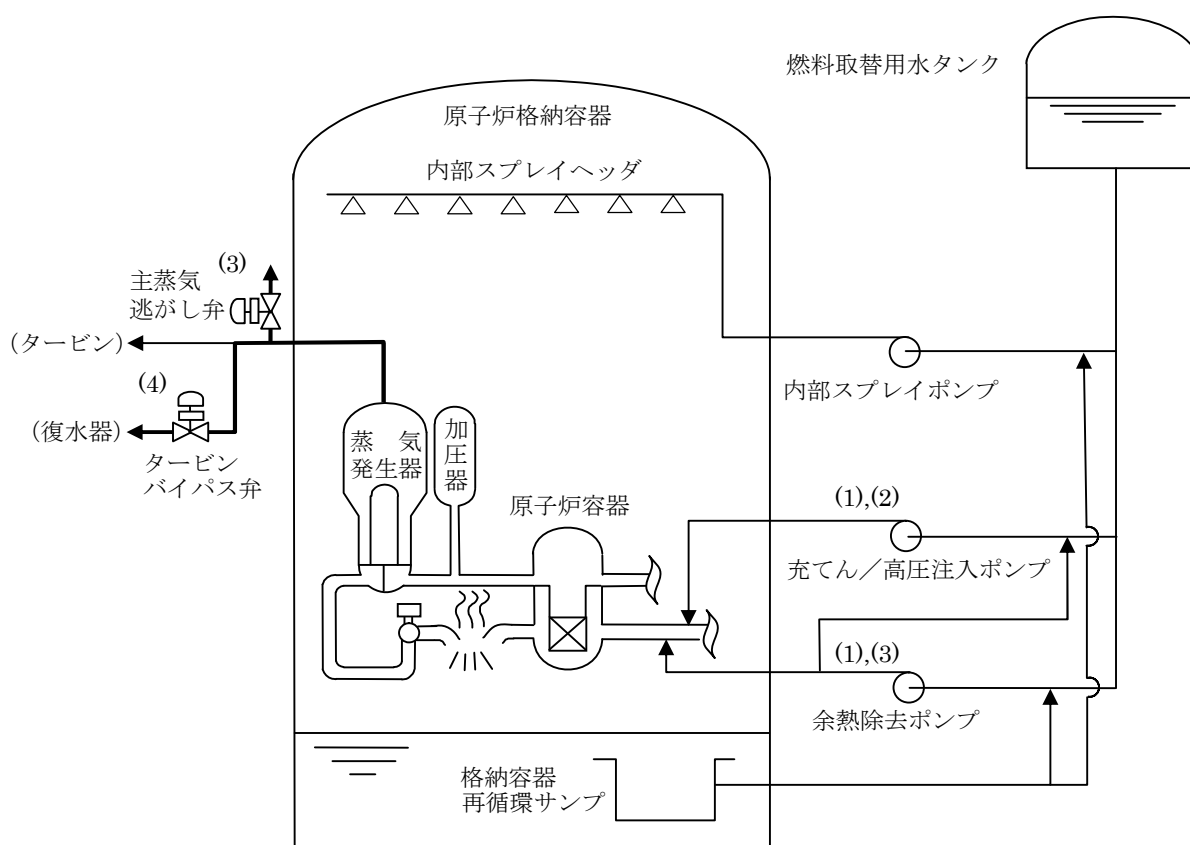 燃料取替用水タンク
原子炉格納容器
内部スプレイヘッダ
(3)
主蒸気
逃がし弁
(タービン)
(4)
(復水器)
タービン
バイパス弁
蒸気
発生器
加圧器
原子炉容器
内部スプレイポンプ
(1),(2)
充てん／高圧注入ポンプ
(1),(3)
余熱除去ポンプ
格納容器
再循環サンプ